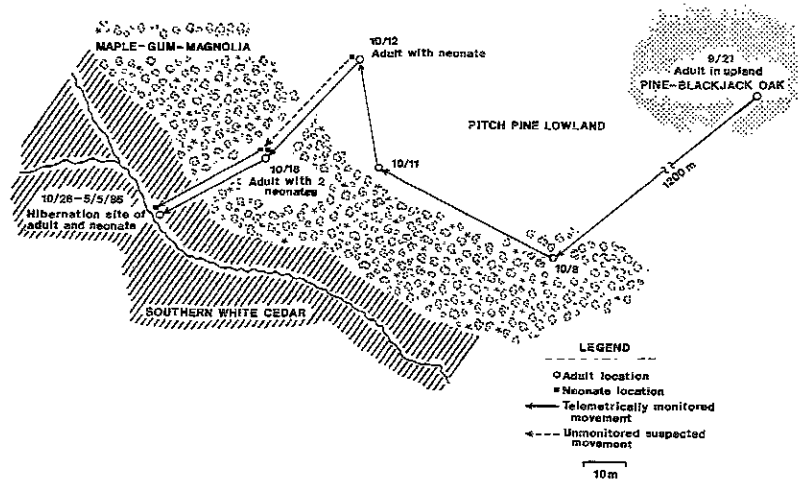 MAPLE-GUM-MAGNOLIA
10/12
Adult with neonate
9/21
Adult in upland
PINE-BLACKJACK OAK
PITCH PINE LOWLAND
10/11
1200 m
10/18
Adult with 2
neonates
10/26-5/5/86
Hibernation site of
adult and neonate
10/8
SOUTHERN WHITE CEDAR
LEGEND
Adult location
Neonate location
Telemetrically monitored
movement
Unmonitored suspected
movement
10m